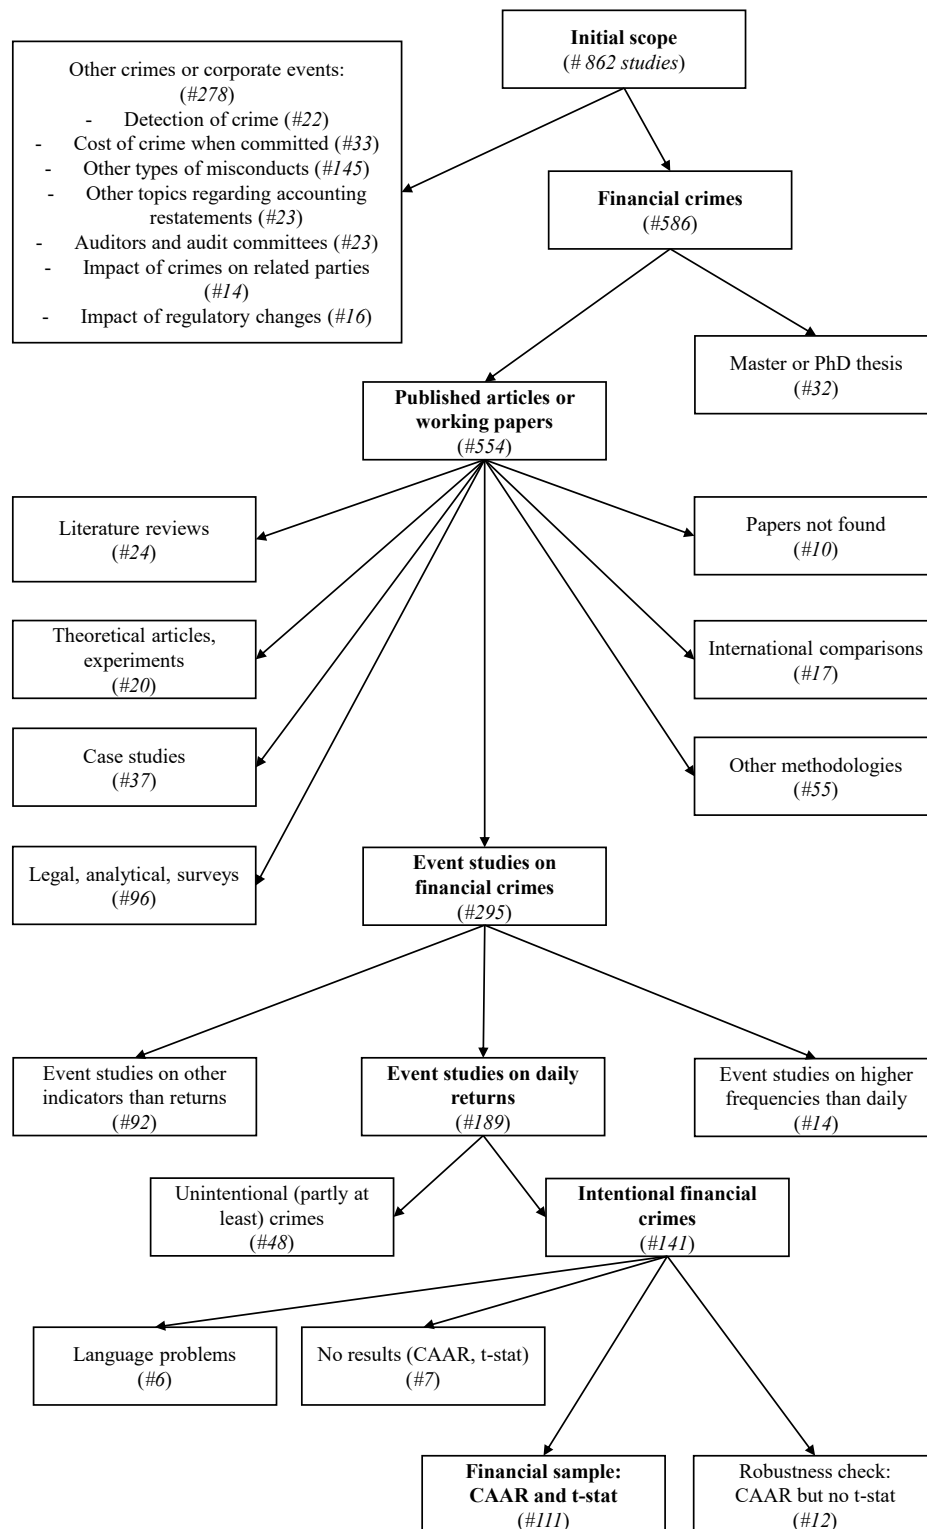 Initial scope
(# 862 studies)
Other crimes or corporate events:
(#278)
- Detection of crime (#22)
- Cost of crime when committed (#33)
- Other types of misconducts (#145)
- Other topics regarding accounting
restatements (#23)
- Auditors and audit committees (#23)
- Impact of crimes on related parties
(#14)
- Impact of regulatory changes (#16)
Financial crimes
(#586)
Master or PhD thesis
(#32)
Published articles or
working papers
(#554)
Literature reviews
(#24)
Papers not found
(#10)
Theoretical articles,
experiments
(#20)
International comparisons
(#17)
Case studies
(#37)
Other methodologies
(#55)
Legal, analytical, surveys
(#96)
Event studies on
financial crimes
(#295)
Event studies on other
indicators than returns
(#92)
Event studies on daily
returns
(#189)
Event studies on higher
frequencies than daily
(#14)
Unintentional (partly at
least) crimes
(#48)
Intentional financial
crimes
(#141)
Language problems
(#6)
No results (CAAR, t-stat)
(#7)
Financial sample:
CAAR and t-stat
(#111)
Robustness check:
CAAR but no t-stat
(#12)